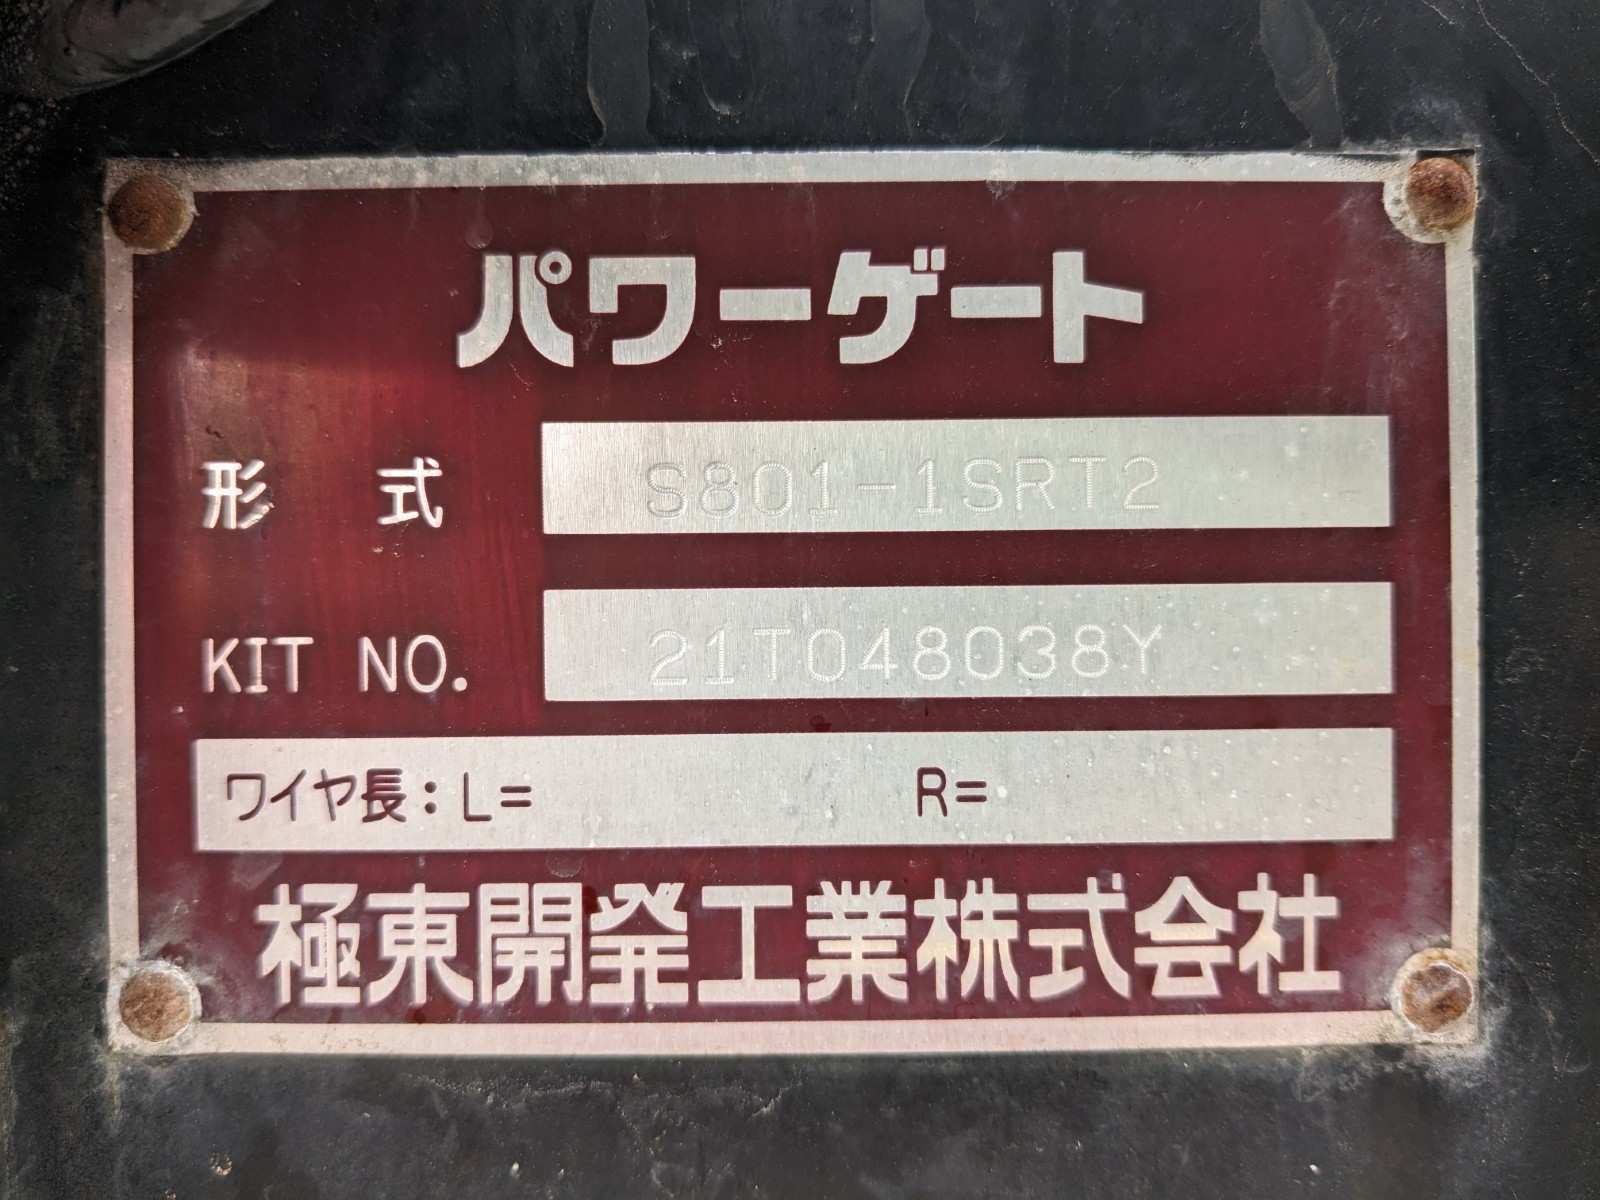 パワーゲート
形式 S801-1SRT2
KIT NO. 21T048038Y
ワイヤ長: L= R=
極東開発工業株式会社